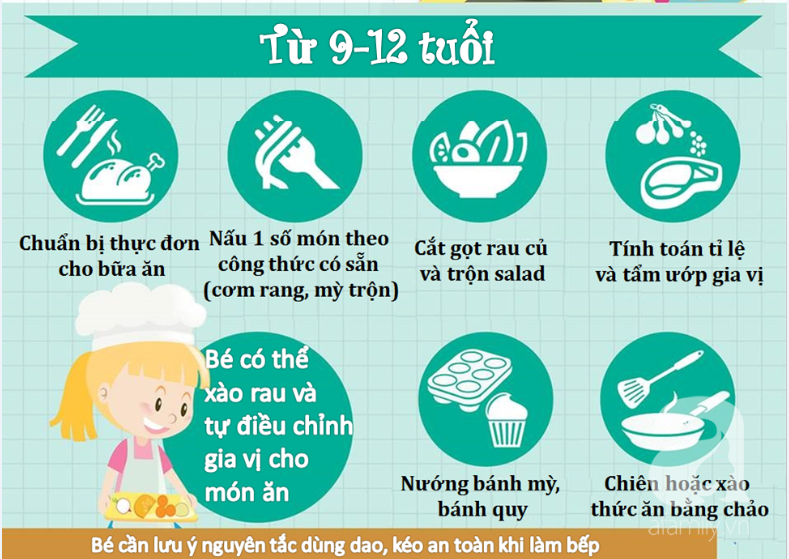 Từ 9-12 tuổi
Chuẩn bị thực đơn
cho bữa ăn
Nấu 1 số món theo
công thức có sẵn
(cơm rang, mỳ trộn)
Cắt gọt rau củ
và trộn salad
Tính toán tỉ lệ
và tẩm ướp gia vị
Bé có thể
xào rau và
tự điều chỉnh
gia vị cho
món ăn
Nướng bánh mỳ,
bánh quy
Chiên hoặc xào
thức ăn bằng chảo
afamily.vn
Bé cần lưu ý nguyên tắc dùng dao, kéo an toàn khi làm bếp